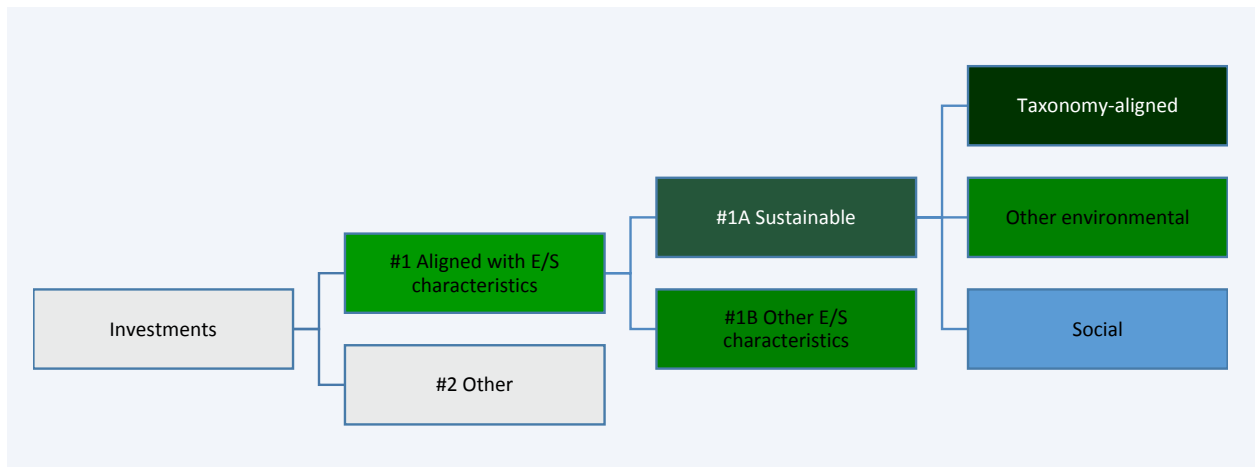 Investments
#1 Aligned with E/S
characteristics
#2 Other
#1A Sustainable
#1B Other E/S
characteristics
Taxonomy-aligned
Other environmental
Social